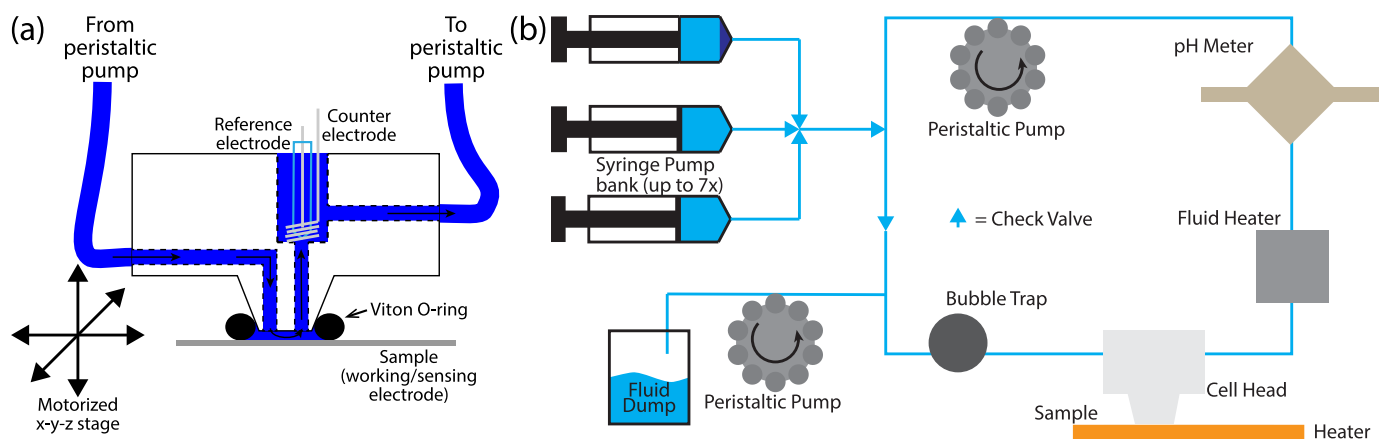 (a)
From
peristaltic
pump
To
peristaltic
pump
Reference
electrode
Counter
electrode
Viton O-ring
Sample
(working/sensing
electrode)
Motorized
x-y-z stage
(b)
Syringe Pump
bank (up to 7x)
Peristaltic Pump
pH Meter
= Check Valve
Fluid Heater
Bubble Trap
Fluid
Dump
Peristaltic Pump
Cell Head
Sample
Heater